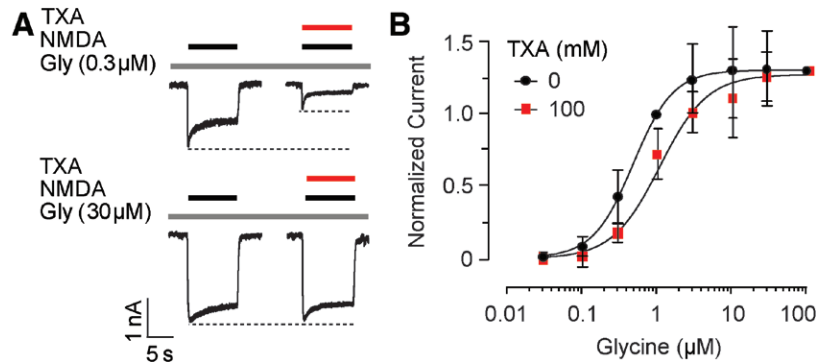 A
TXA
NMDA
Gly (0.3µM)
TXA
NMDA
Gly (30µM)
1 nA
5 s
B
TXA (mM)
0
100
Normalized Current
1.5
1.0
0.5
0
0.01
0.1
1
10
100
Glycine (µM)